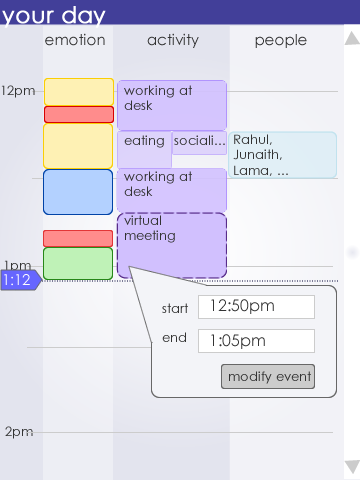 your day
emotion activity people
12pm
working at
desk
eating sociali...
Rahul,
Junaith,
Lama, ...
working at
desk
virtual
meeting
1pm
1:12
start 12:50pm
end 1:05pm
modify event
2pm